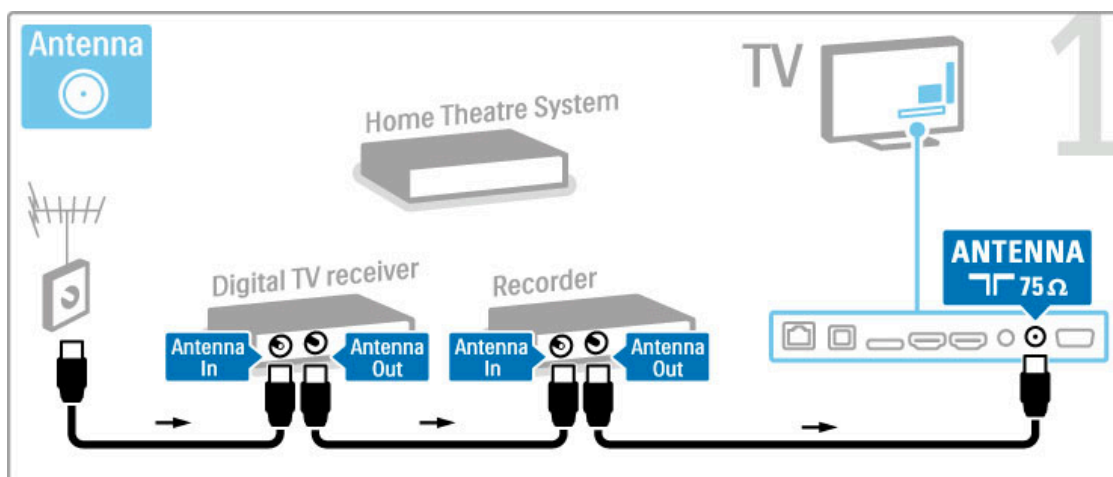 Antenna
TV
1
Home Theatre System
Digital TV receiver
Recorder
ANTENNA
75 Ω
Antenna
In
Antenna
Out
Antenna
In
Antenna
Out